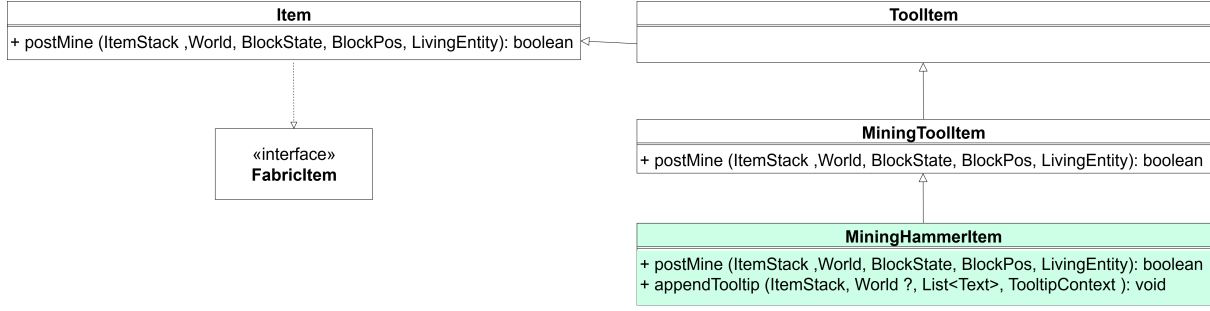 Item
+ postMine (ItemStack ,World, BlockState, BlockPos, LivingEntity): boolean
«interface»
FabricItem
ToolItem
MiningToolItem
+ postMine (ItemStack ,World, BlockState, BlockPos, LivingEntity): boolean
MiningHammerItem
+ postMine (ItemStack ,World, BlockState, BlockPos, LivingEntity): boolean
+ appendTooltip (ItemStack, World ?, List<Text>, TooltipContext ): void